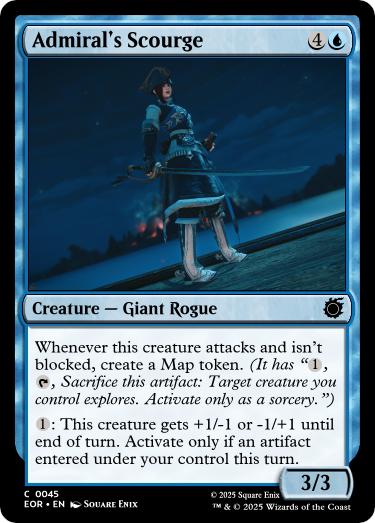 Admiral's Scourge 4
Creature — Giant Rogue
Whenever this creature attacks and isn't
blocked, create a Map token. (It has “1,
, Sacrifice this artifact: Target creature you
control explores. Activate only as a sorcery.”)
1: This creature gets +1/-1 or -1/+1 until
end of turn. Activate only if an artifact
entered under your control this turn.
3/3
C 0045
EOR • EN Square Enix
© 2025 Square Enix
™ & © 2025 Wizards of the Coast